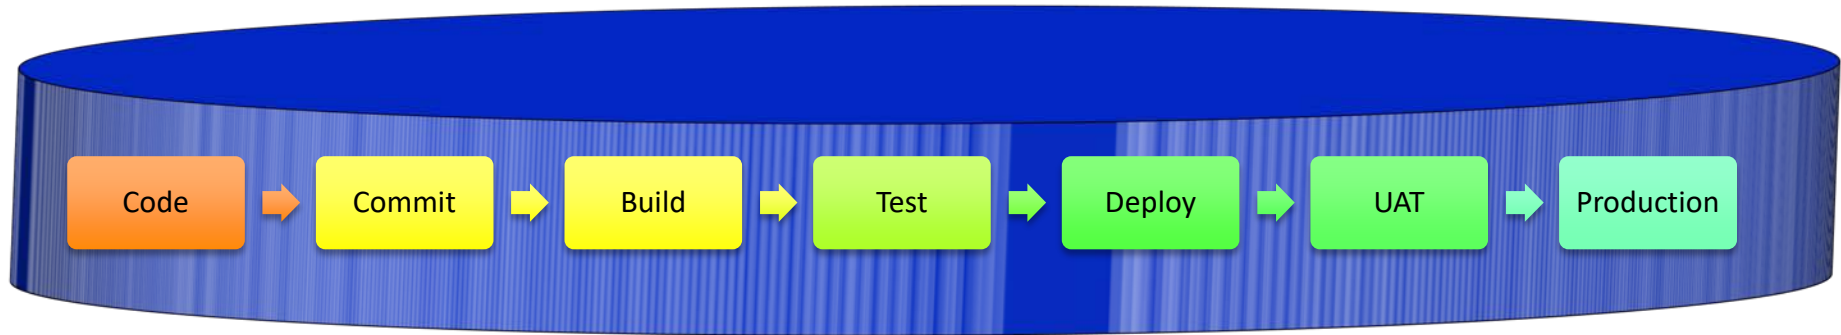 Code
Commit
Build
Test
Deploy
UAT
Production